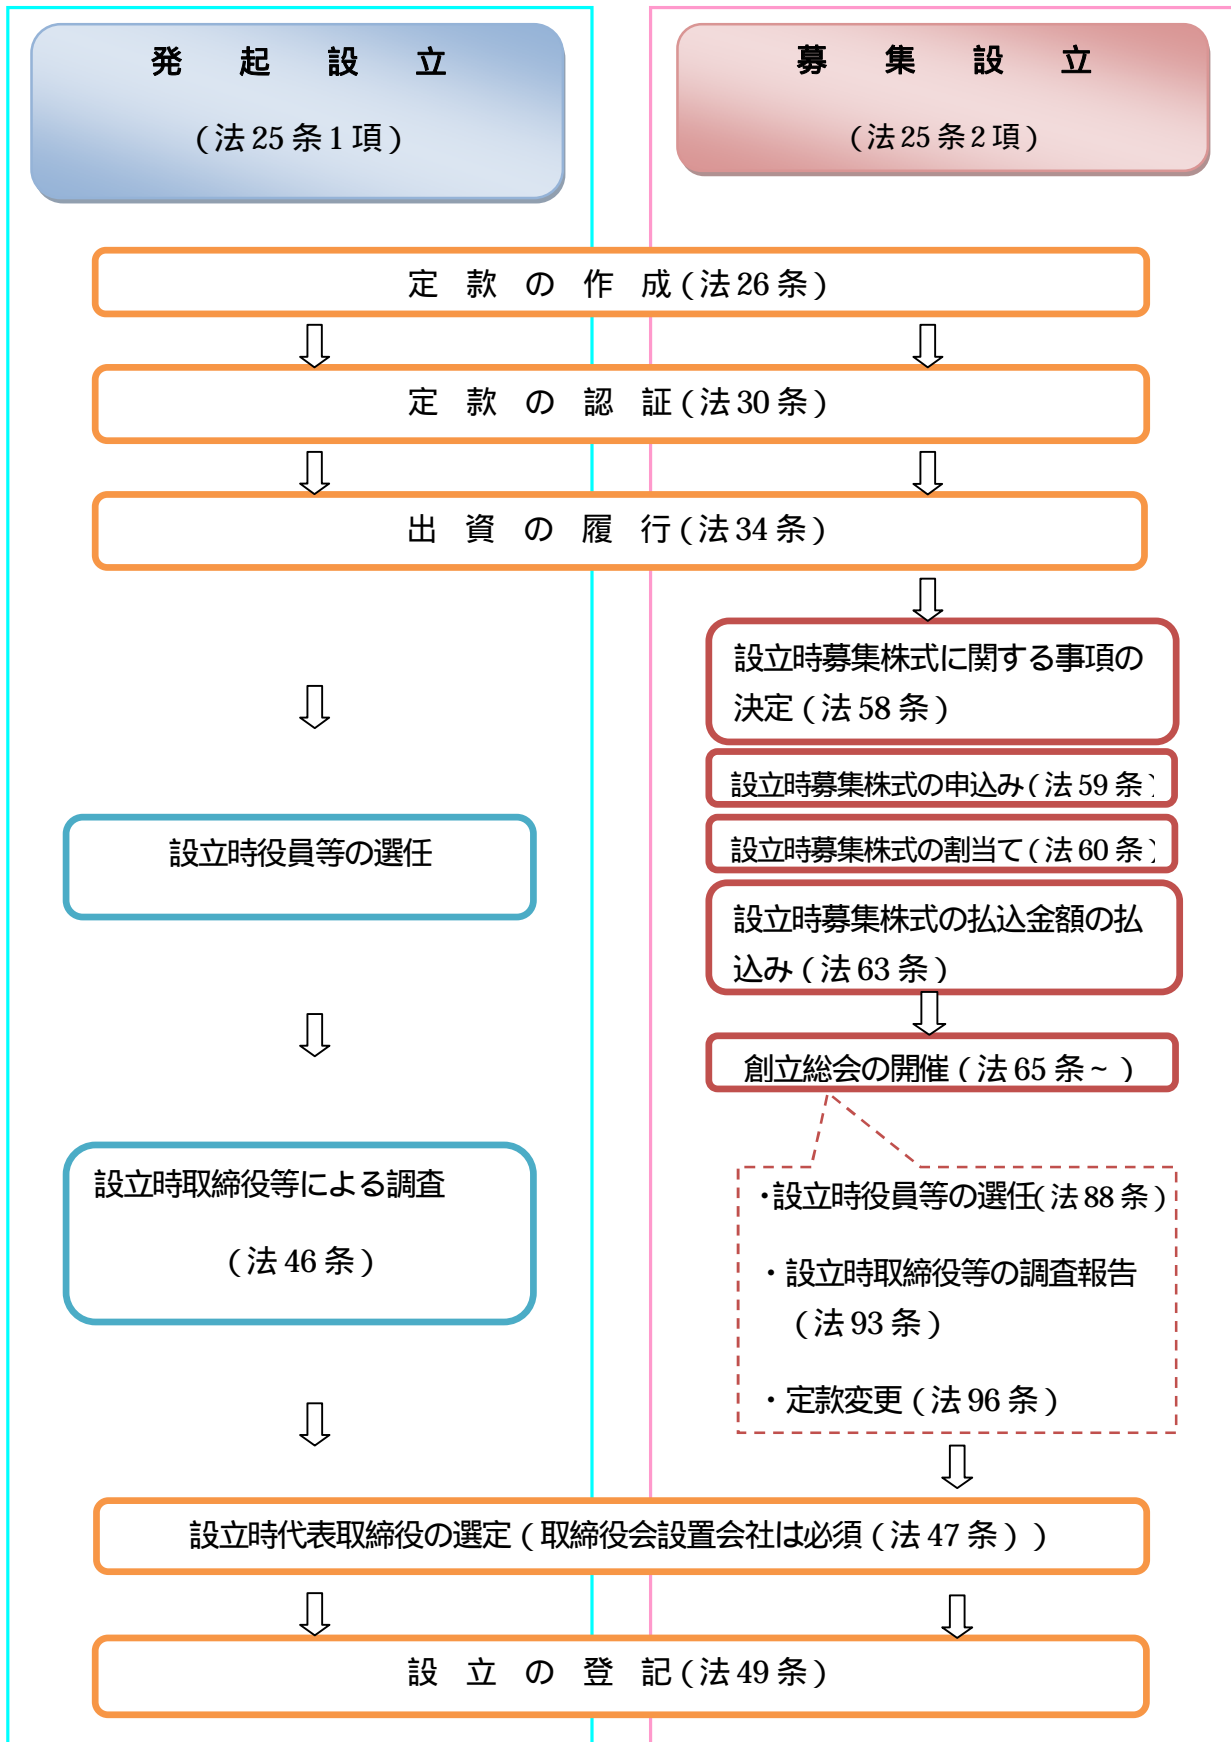 発 起 設 立
(法25条1項)
募 集 設 立
(法25条2項)
定 款 の 作 成(法26条)
定 款 の 認 証(法30条)
出 資 の 履 行(法34条)
設立時募集株式に関する事項の
決定(法58条)
設立時募集株式の申込み(法59条)
設立時募集株式の割当て(法60条)
設立時募集株式の払込金額の払
込み(法63条)
設立時役員等の選任
創立総会の開催(法65条~)
設立時取締役等による調査
(法46条)
・設立時役員等の選任(法88条)
・設立時取締役等の調査報告
(法93条)
・定款変更(法96条)
設立時代表取締役の選定(取締役会設置会社は必須(法47条))
設 立 の 登 記(法49条)